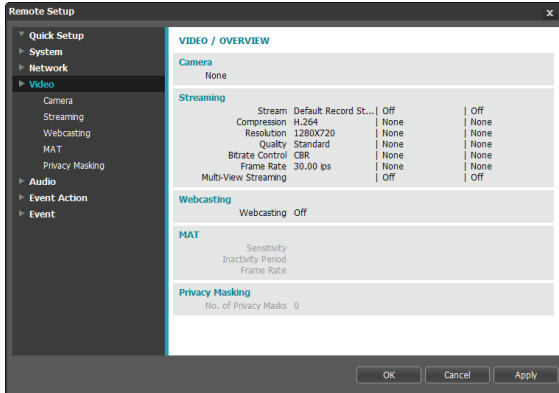 Remote Setup x
Quick Setup
System
Network
Video
Camera
Streaming
Webcasting
MAT
Privacy Masking
Audio
Event Action
Event
VIDEO / OVERVIEW
Camera
None
Streaming
Stream Default Record St...| Off | Off
Compression H.264 | None | None
Resolution 1280X720 | None | None
Quality Standard | None | None
Bitrate Control CBR | None | None
Frame Rate 30.00 ips | None | None
Multi-View Streaming | Off | Off
Webcasting
Webcasting Off
MAT
Sensitivity
Inactivity Period
Frame Rate
Privacy Masking
No. of Privacy Masks 0
OK Cancel Apply